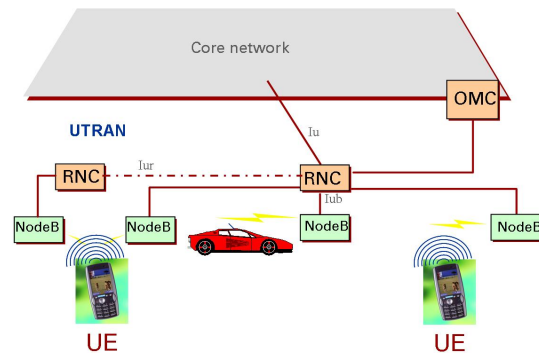 Core network
OMC
Iu
UTRAN
Iur
RNC
RNC
Iub
NodeB
NodeB
NodeB
NodeB
UE
UE